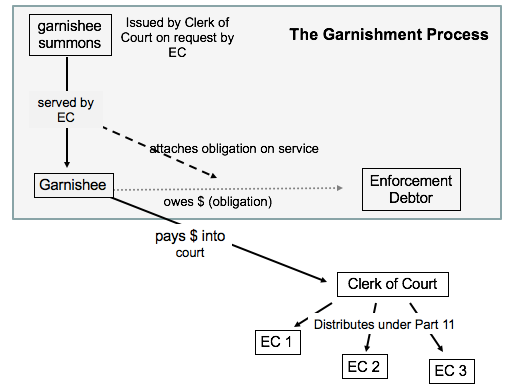 garnishee
summons
Issued by Clerk of
Court on request by
EC
The Garnishment Process
served by
EC
attaches obligation on service
Garnishee
owes $ (obligation)
Enforcement
Debtor
pays $ into
court
Clerk of Court
Distributes under Part 11
EC 1
EC 2
EC 3